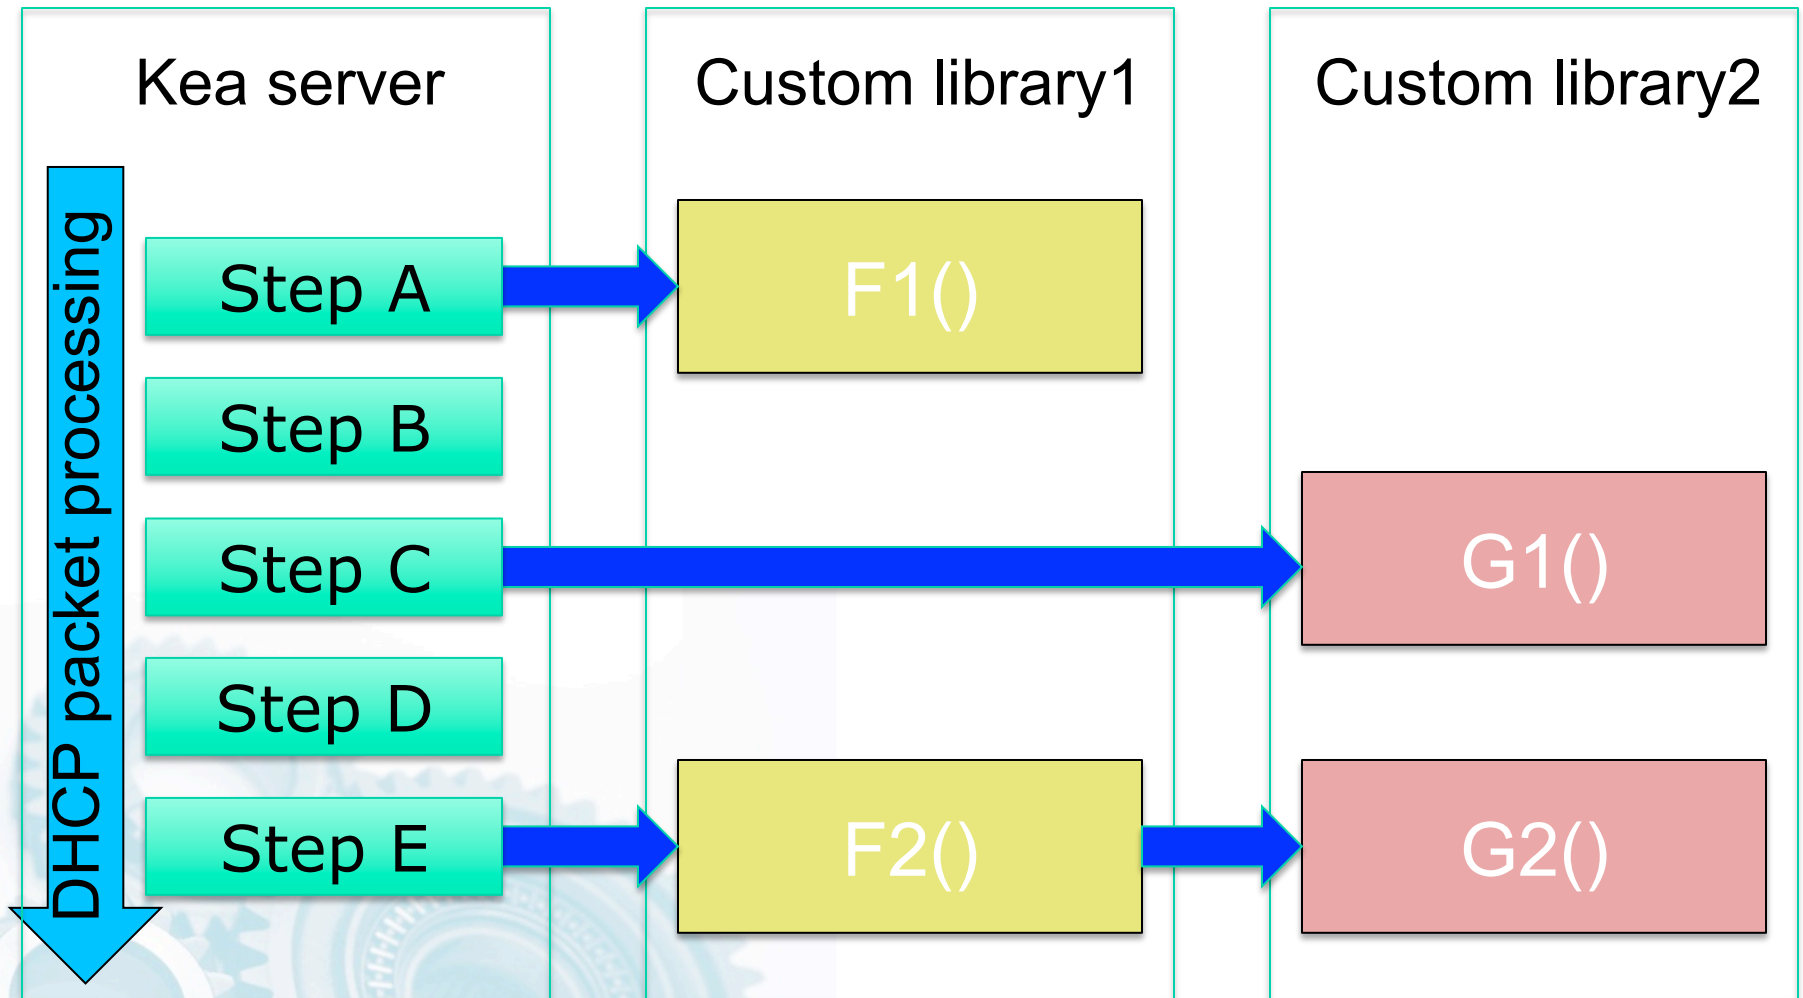 Kea server
Custom library1
Custom library2
DHCP packet processing
Step A
F1()
Step B
Step C
G1()
Step D
Step E
F2()
G2()